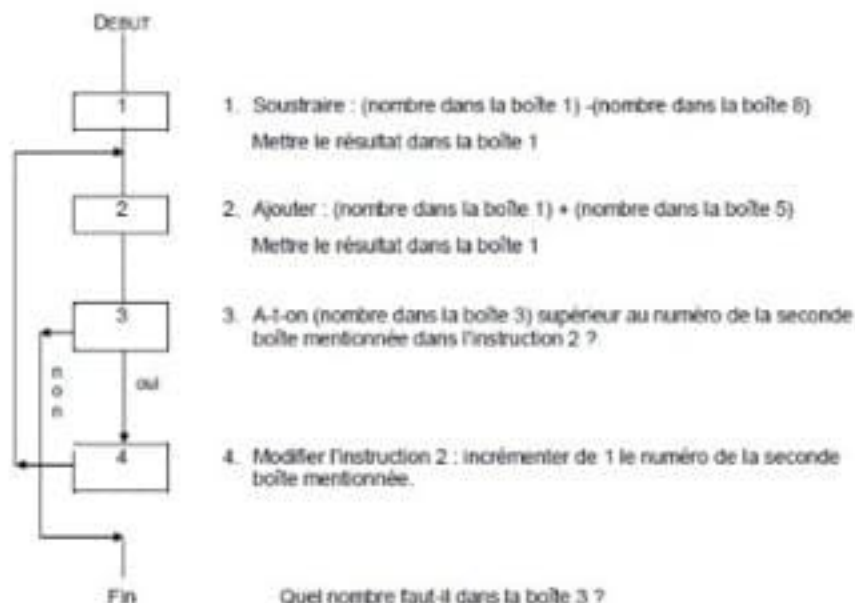 DEBUT
1
1. Soustraire : (nombre dans la boîte 1) -(nombre dans la boîte 8)
Mettre le résultat dans la boîte 1
2
2. Ajouter : (nombre dans la boîte 1) + (nombre dans la boîte 5)
Mettre le résultat dans la boîte 1
3
3. A-t-on (nombre dans la boîte 3) supérieur au numéro de la seconde
boîte mentionnée dans l'instruction 2 ?
non
oui
4
4. Modifier l'instruction 2 : incrémenter de 1 le numéro de la seconde
boîte mentionnée.
Fin
Quel nombre faut-il dans la boîte 3 ?